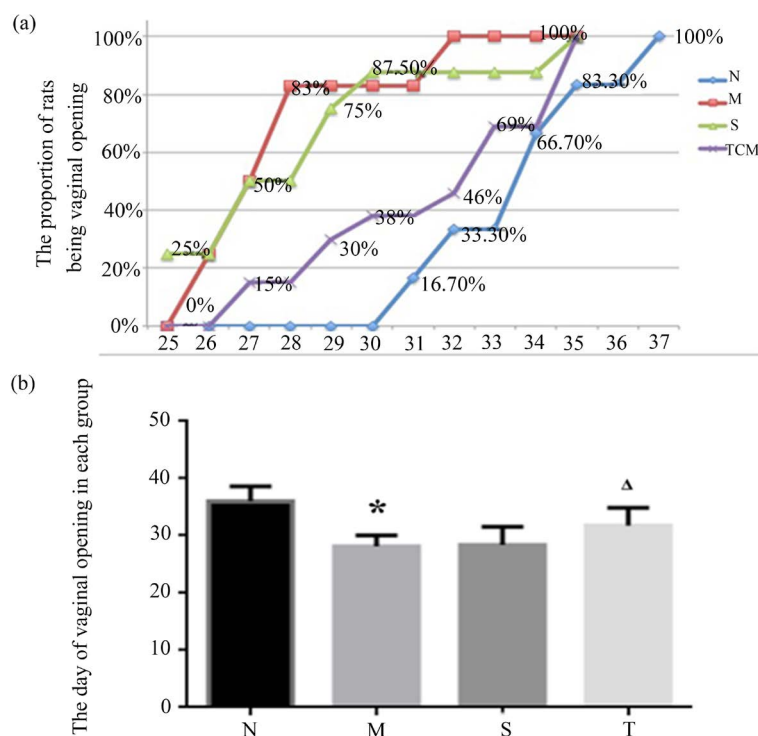 (a)
100%
80%
60%
40%
20%
0%
The proportion of rats
being vaginal opening
25%
0%
50%
15%
83%
75%
30%
87.50%
38%
16.70%
46%
33.30%
69%
66.70%
100%
83.30%
100%
N
M
S
TCM
25 26 27 28 29 30 31 32 33 34 35 36 37
(b)
The day of vaginal opening in each group
50
40
30
20
10
0
*
Δ
N M S T